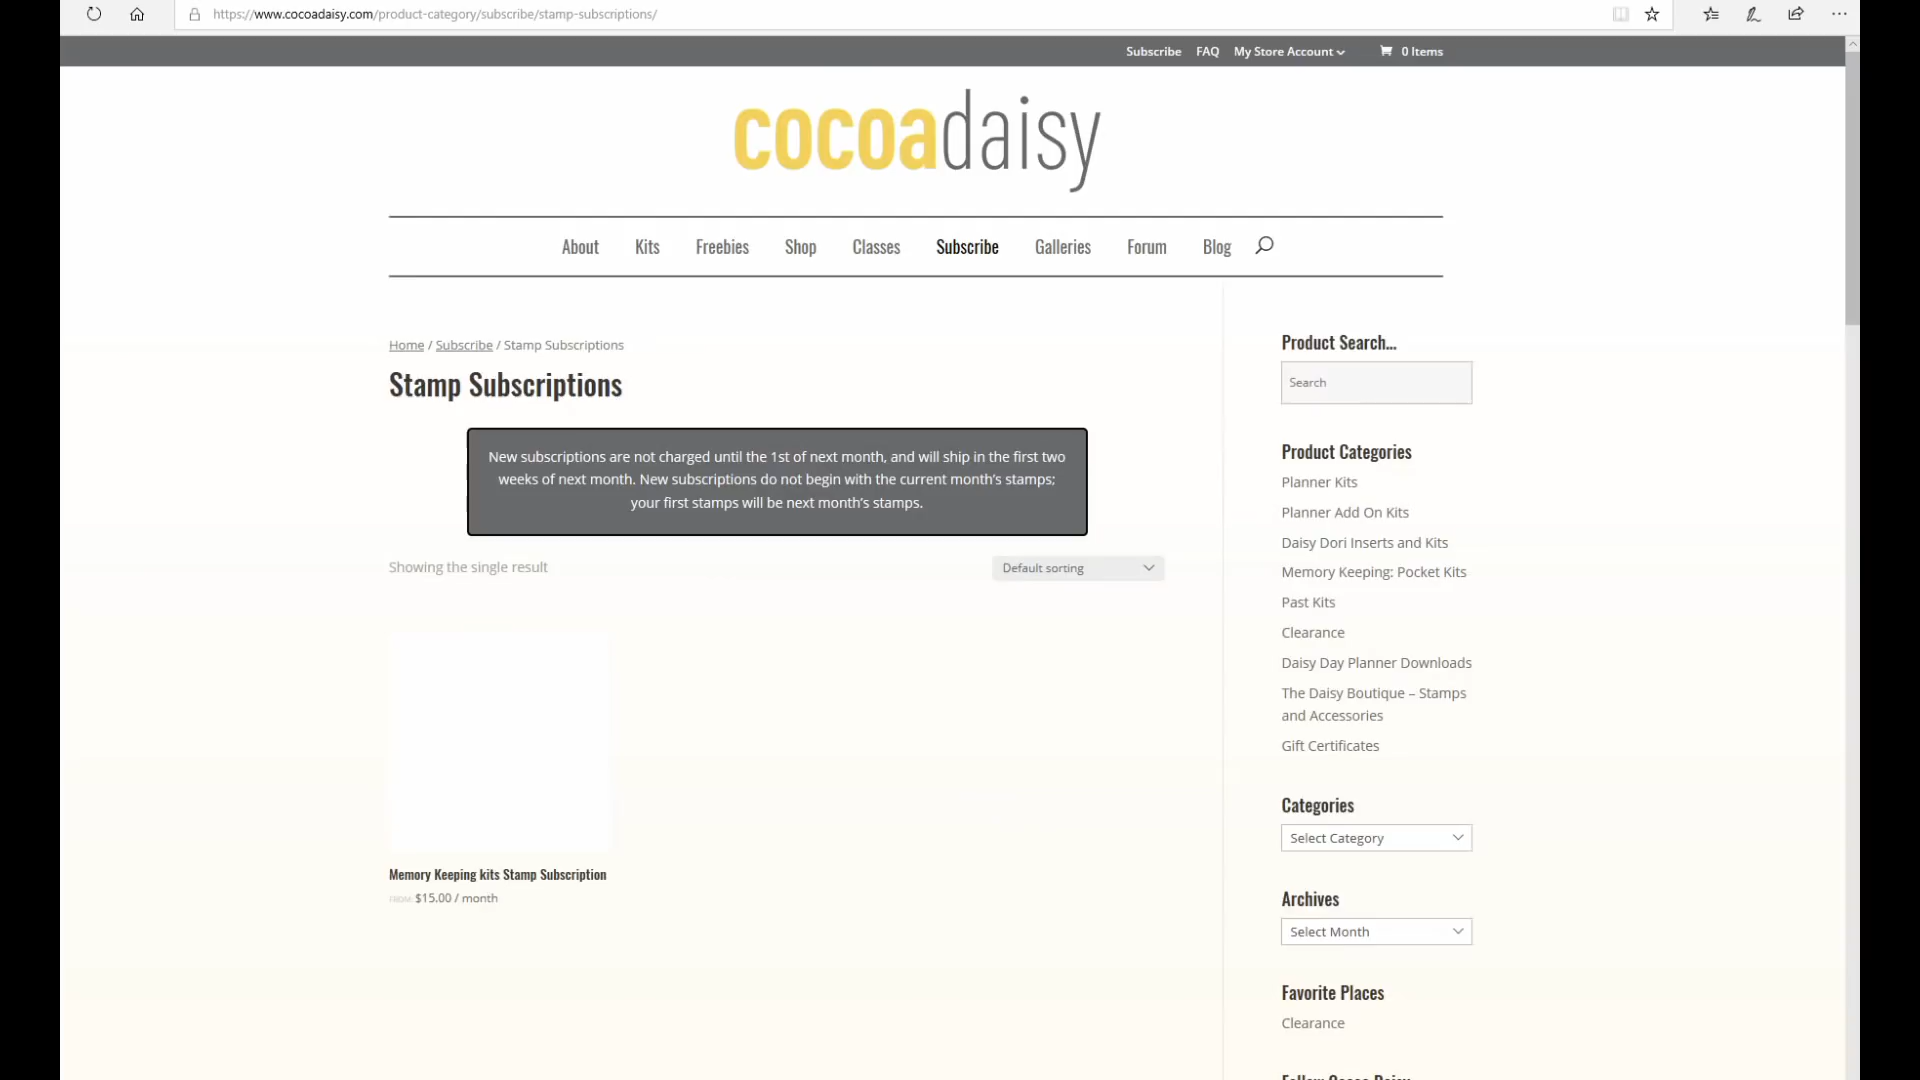 https://www.cocoadaisy.com/product-category/subscribe/stamp-subscriptions/
Subscribe FAQ My Store Account 0 Items
cocoadaisy
About Kits Freebies Shop Classes Subscribe Galleries Forum Blog
Home / Subscribe / Stamp Subscriptions
Stamp Subscriptions
New subscriptions are not charged until the 1st of next month, and will ship in the first two
weeks of next month. New subscriptions do not begin with the current month's stamps;
your first stamps will be next month's stamps.
Showing the single result
Default sorting
Memory Keeping kits Stamp Subscription
FROM: $15.00 / month
Product Search...
Search
Product Categories
Planner Kits
Planner Add On Kits
Daisy Dori Inserts and Kits
Memory Keeping: Pocket Kits
Past Kits
Clearance
Daisy Day Planner Downloads
The Daisy Boutique – Stamps
and Accessories
Gift Certificates
Categories
Select Category
Archives
Select Month
Favorite Places
Clearance
Follow Cocoa Daisy